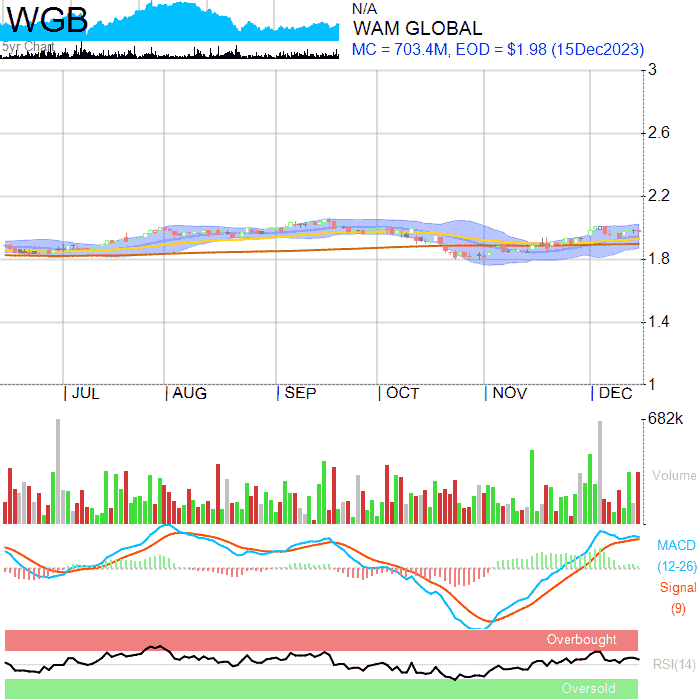 WGB
5yr Chart
N/A
WAM GLOBAL
MC = 703.4M, EOD = $1.98 (15Dec2023)
3
2.6
2.2
1.8
1.4
1
JUL AUG SEP OCT NOV DEC
682k
Volume
MACD
(12-26)
Signal
(9)
Overbought
RSI(14)
Oversold